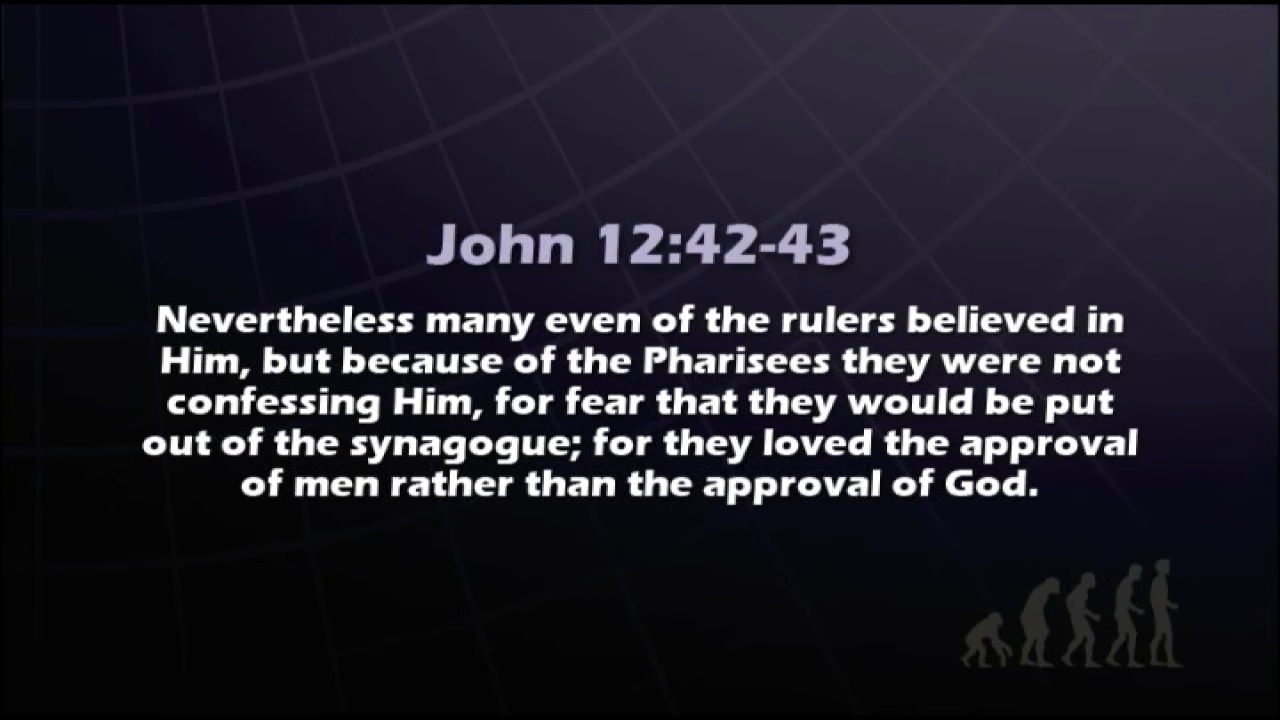 John 12:42-43
Nevertheless many even of the rulers believed in
Him, but because of the Pharisees they were not
confessing Him, for fear that they would be put
out of the synagogue; for they loved the approval
of men rather than the approval of God.